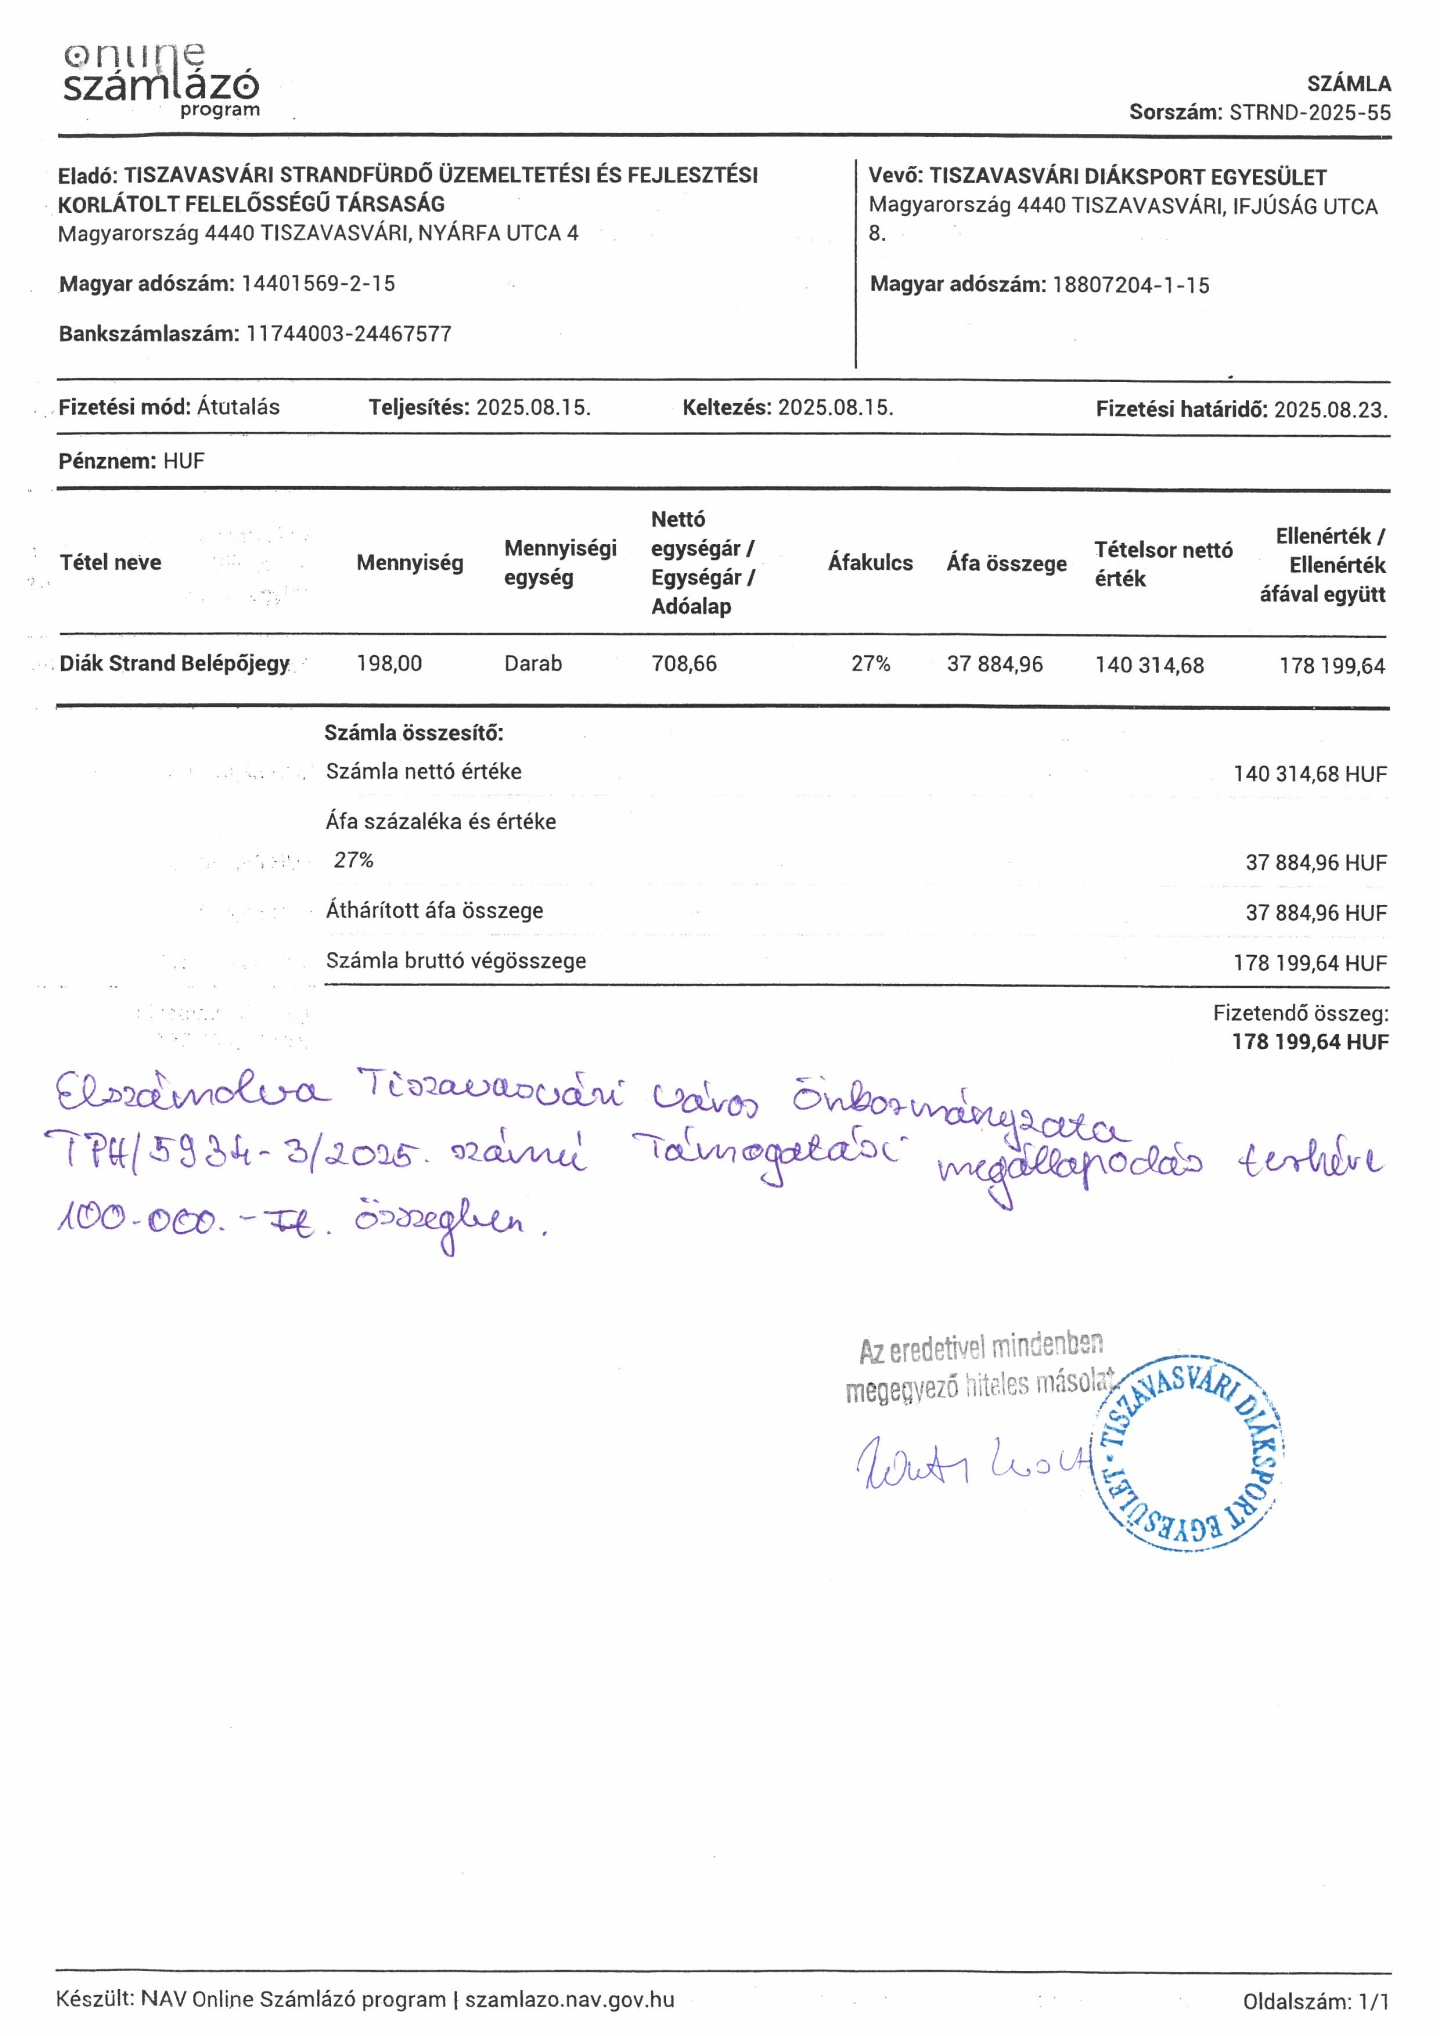 online
számlázó
program
SZÁMLA
Sorszám: STRND-2025-55
Eladó: TISZAVASVÁRI STRANDFÜRDŐ ÜZEMELTETÉSI ÉS FEJLESZTÉSI
KORLÁTOLT FELELŐSSÉGŰ TÁRSASÁG
Magyarország 4440 TISZAVASVÁRI, NYÁRFA UTCA 4
Magyar adószám: 14401569-2-15
Bankszámlaszám: 11744003-24467577
Vevő: TISZAVASVÁRI DIÁKSPORT EGYESÜLET
Magyarország 4440 TISZAVASVÁRI, IFJÚSÁG UTCA
8.
Magyar adószám: 18807204-1-15
Fizetési mód: Átutalás Teljesítés: 2025.08.15. Keltezés: 2025.08.15. Fizetési határidő: 2025.08.23.
Pénznem: HUF
Tétel neve Mennyiség Mennyiségi egység Nettó egységár / Egységár / Adóalap Áfakulcs Áfa összege Tételsor nettó érték Ellenérték / Ellenérték áfával együtt
Diák Strand Belépőjegy 198,00 Darab 708,66 27% 37 884,96 140 314,68 178 199,64
Számla összesítő:
Számla nettó értéke 140 314,68 HUF
Áfa százaléka és értéke
27% 37 884,96 HUF
Áthárított áfa összege 37 884,96 HUF
Számla bruttó végösszege 178 199,64 HUF
Fizetendő összeg:
178 199,64 HUF
Elszámolva Tiszavasvári Város Önkormányzata
TPH/5934-3/2025. számú Támogatási megállapodás terhére
100.000.-Ft. összegben.
Az eredetivel mindenben
megegyező hiteles másolat
TISZAVASVÁRI DIÁKSPORT EGYESÜLET
Készült: NAV Online Számlázó program | szamlazo.nav.gov.hu
Oldalszám: 1/1